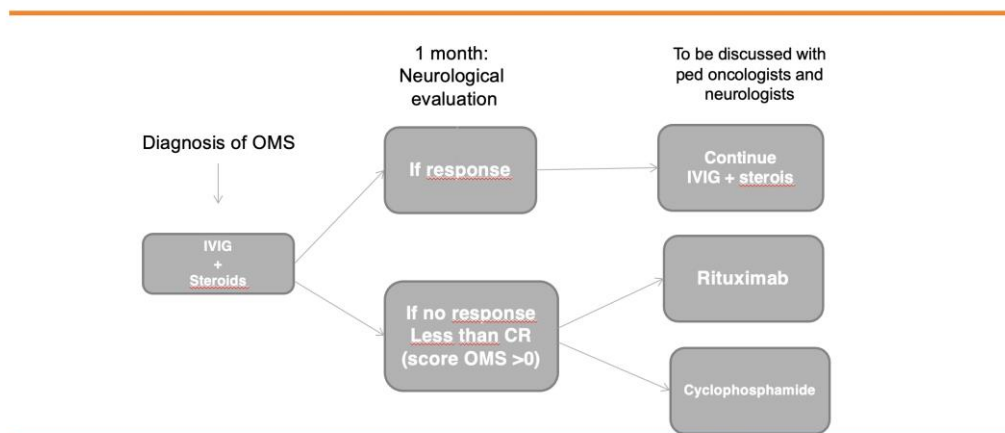 1 month:
Neurological
evaluation
To be discussed with
ped oncologists and
neurologists
Diagnosis of OMS
IVIG
+
Steroids
If response
Continue
IVIG + sterois
If no response
Less than CR
(score OMS >0)
Rituximab
Cyclophosphamide